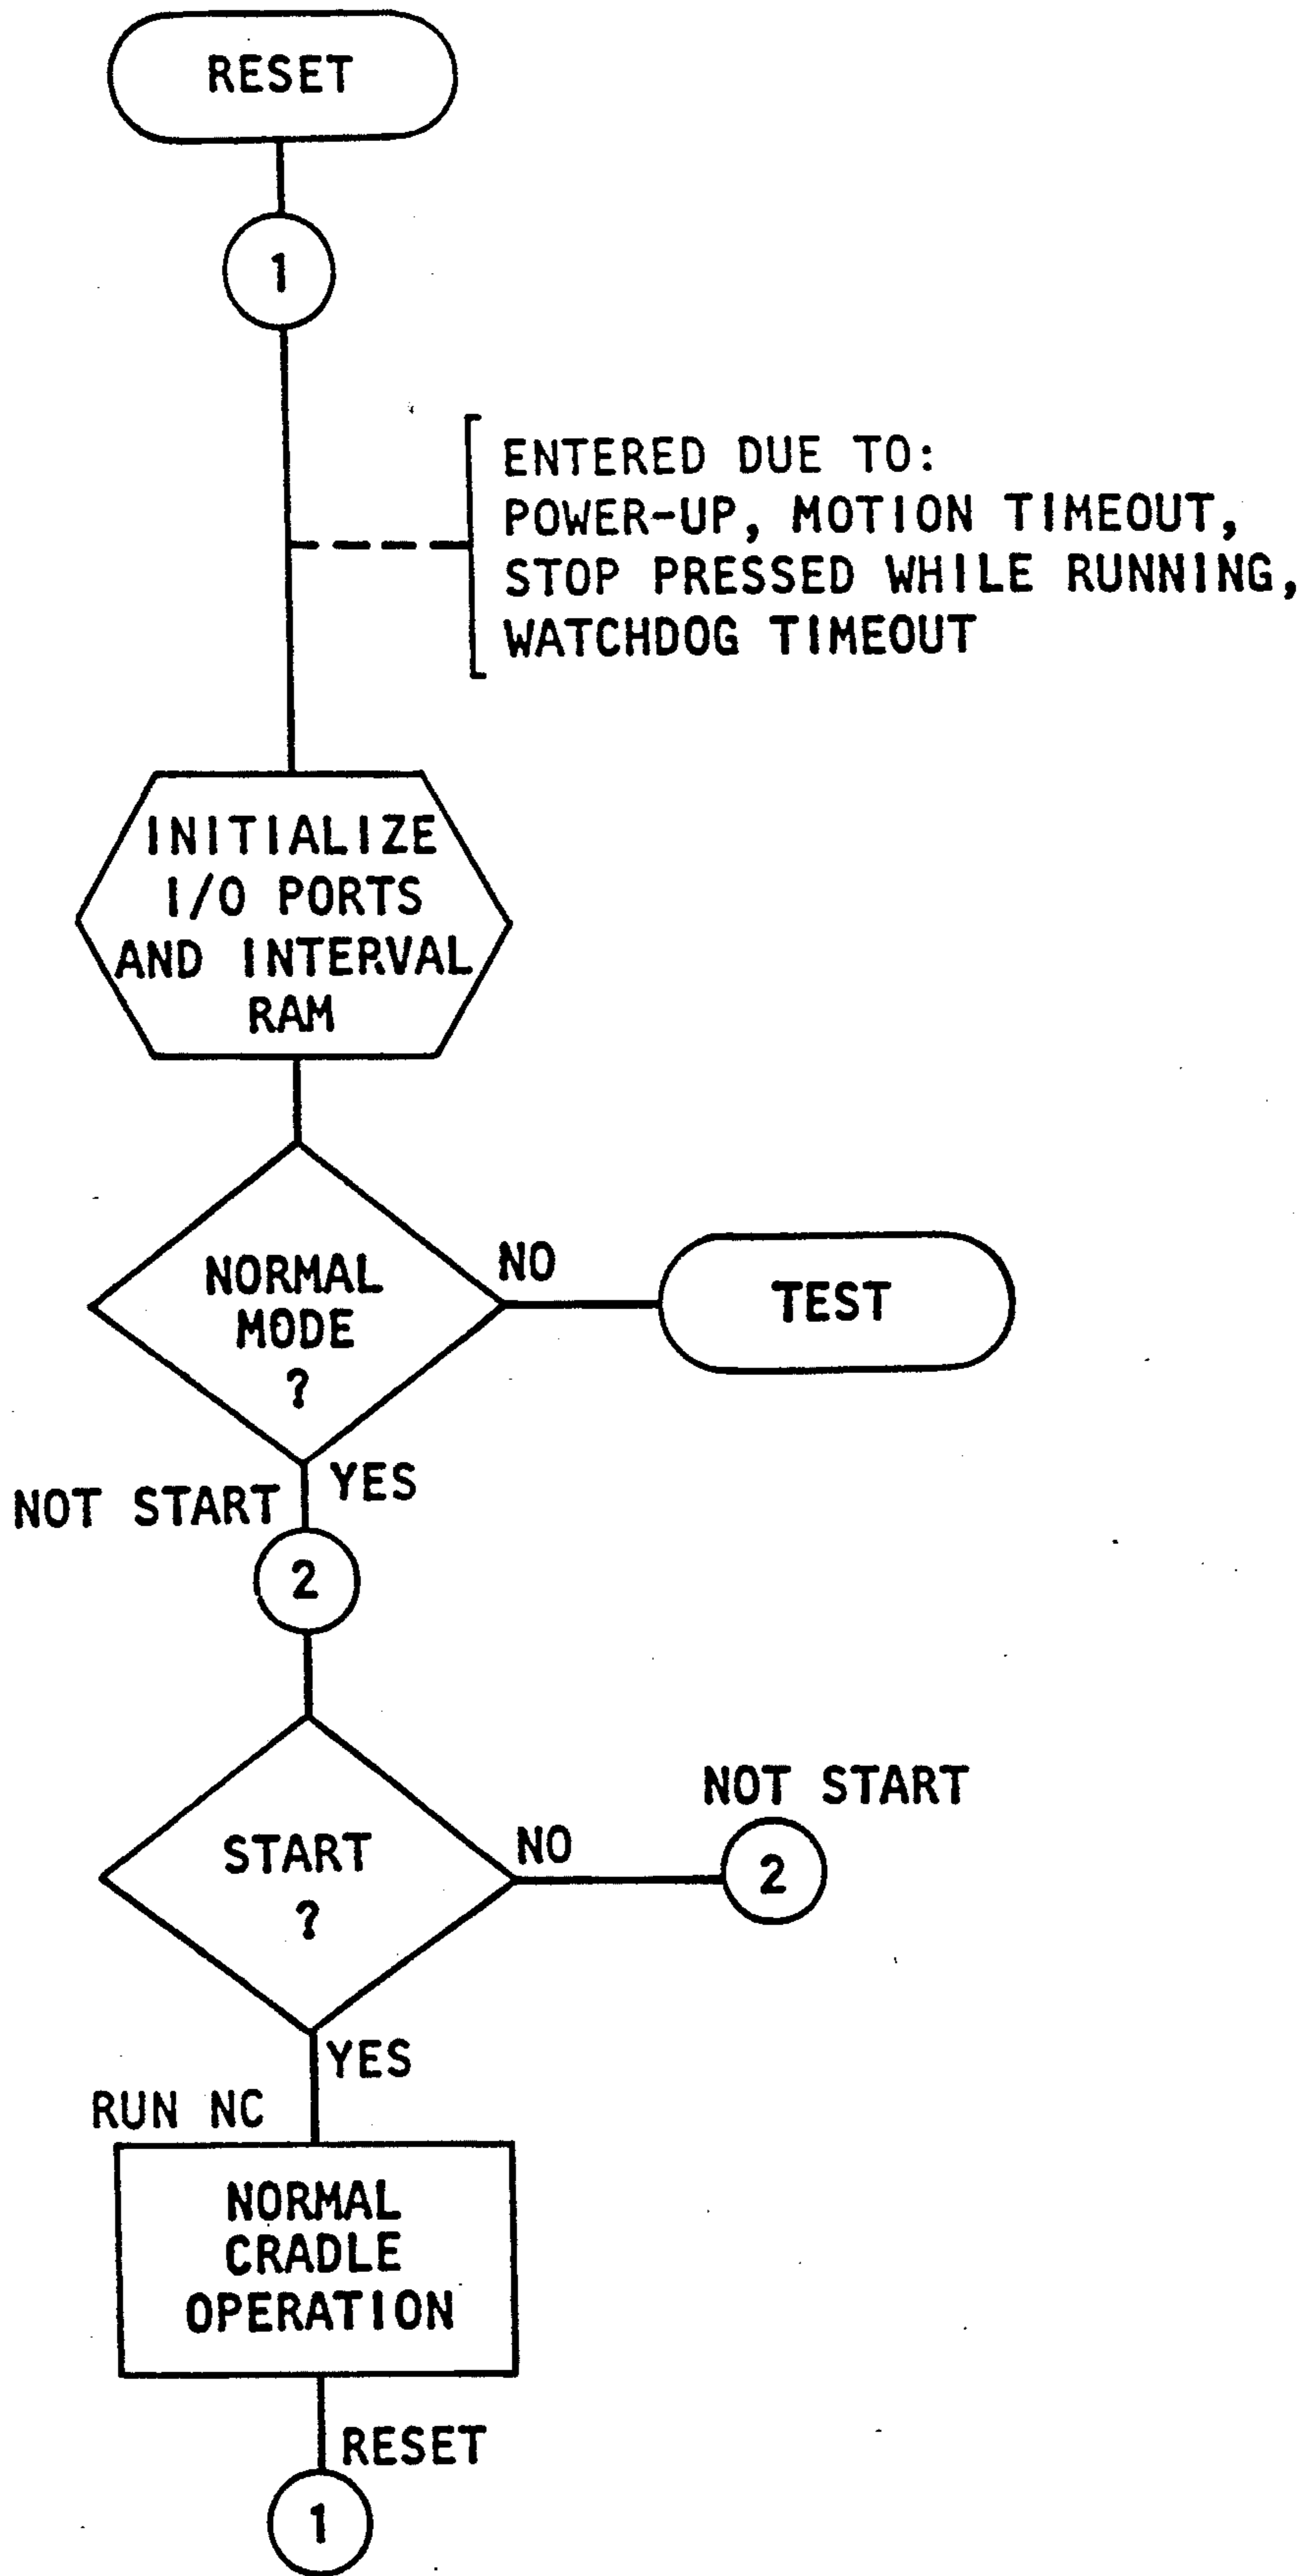 RESET
1
ENTERED DUE TO:
POWER-UP, MOTION TIMEOUT,
STOP PRESSED WHILE RUNNING,
WATCHDOG TIMEOUT
INITIALIZE
I/O PORTS
AND INTERVAL
RAM
NORMAL
MODE
?
NO
TEST
YES
NOT START
2
START
?
NO
NOT START
2
YES
RUN NC
NORMAL
CRADLE
OPERATION
RESET
1